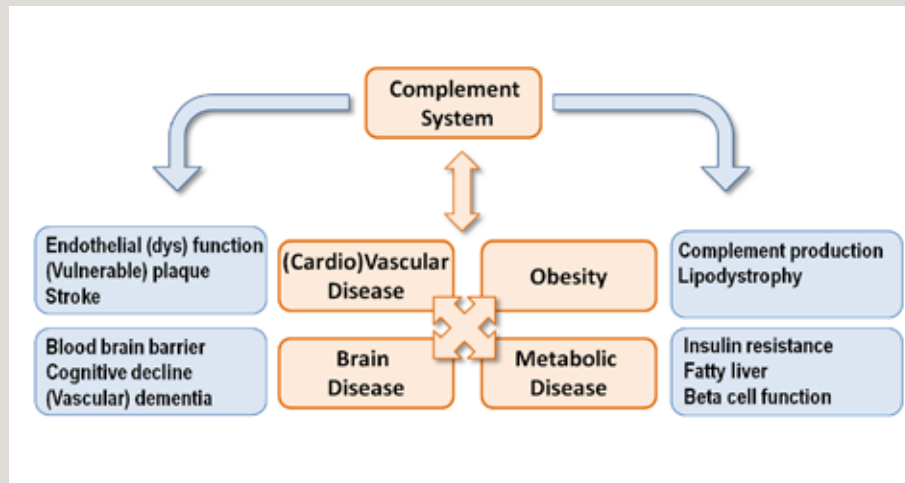 Complement
System
Endothelial (dys) function
(Vulnerable) plaque
Stroke
(Cardio)Vascular
Disease
Obesity
Complement production
Lipodystrophy
Blood brain barrier
Cognitive decline
(Vascular) dementia
Brain
Disease
Metabolic
Disease
Insulin resistance
Fatty liver
Beta cell function